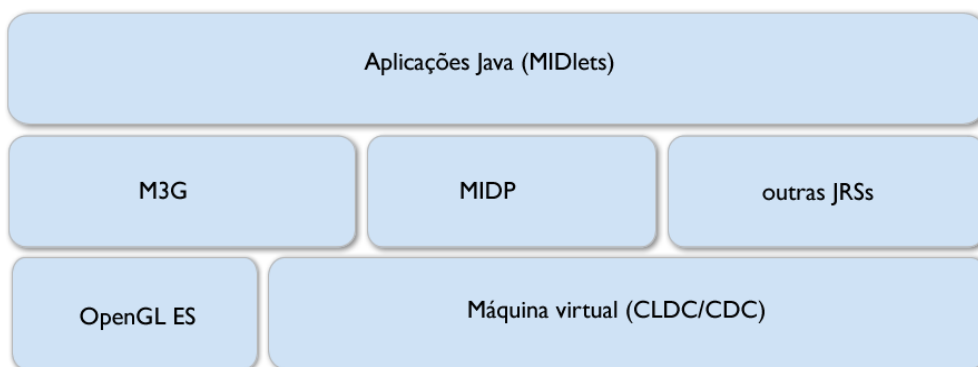 Aplicações Java (MIDlets)
M3G
MIDP
outras JRSs
OpenGL ES
Máquina virtual (CLDC/CDC)